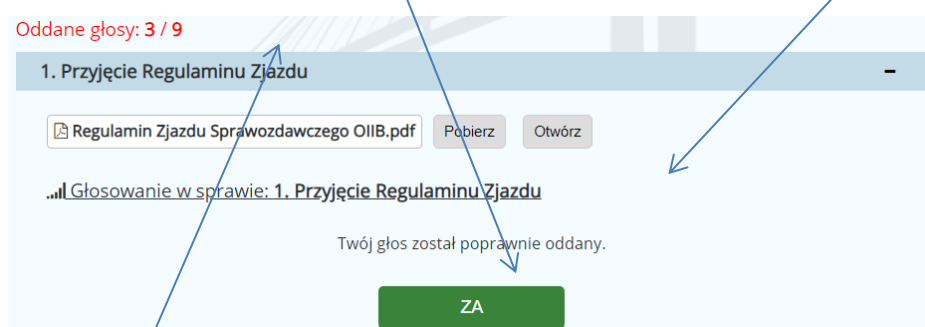 Oddane głosy: 3 / 9
1. Przyjęcie Regulaminu Zjazdu –
Regulamin Zjazdu Sprawozdawczego OIIB.pdf Pobierz Otwórz
Głosowanie w sprawie: 1. Przyjęcie Regulaminu Zjazdu
Twój głos został poprawnie oddany.
ZA